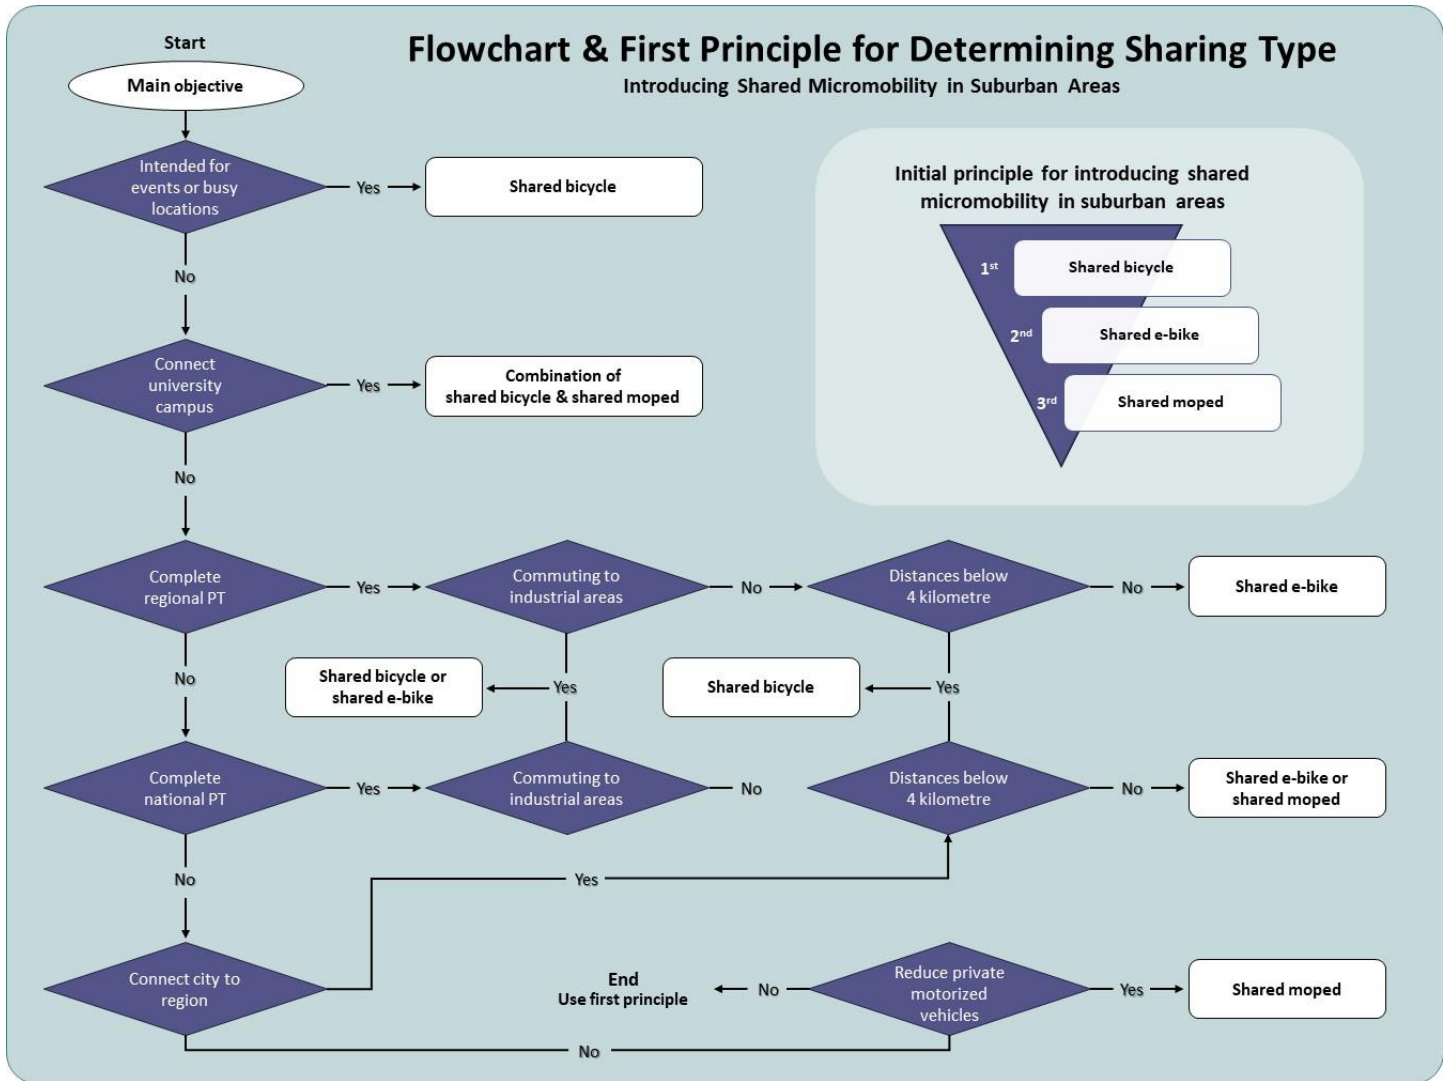 Flowchart & First Principle for Determining Sharing Type
Introducing Shared Micromobility in Suburban Areas
Start
Main objective
Intended for
events or busy
locations
Yes
Shared bicycle
No
Connect
university
campus
Yes
Combination of
shared bicycle & shared moped
No
Initial principle for introducing shared
micromobility in suburban areas
1st
Shared bicycle
2nd
Shared e-bike
3rd
Shared moped
Complete
regional PT
Yes
Commuting to
industrial areas
No
Distances below
4 kilometre
No
Shared e-bike
No
Shared bicycle or
shared e-bike
Yes
Shared bicycle
Yes
Complete
national PT
Yes
Commuting to
industrial areas
No
Distances below
4 kilometre
No
Shared e-bike or
shared moped
No
Yes
Connect city to
region
End
Use first principle
No
Reduce private
motorized
vehicles
Yes
Shared moped
No